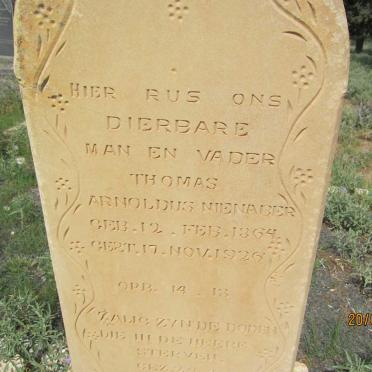 HIER RUS ONS
DIERBARE
MAN EN VADER
THOMAS
ARNOLDUS NIENABER
GEB. 12. FEB. 1864
GEST. 17. NOV. 1926
OPB. 14. 13
ZALIG ZYN DE DODEN
DIE IN DE HEERE
STERVEN
20/0